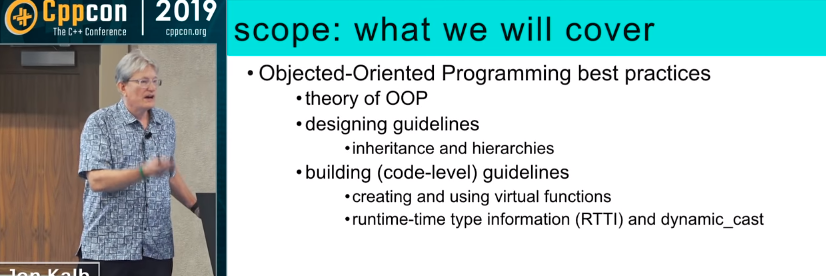 Cppcon
The C++ Conference
2019
cppcon.org
scope: what we will cover
• Objected-Oriented Programming best practices
• theory of OOP
• designing guidelines
• inheritance and hierarchies
• building (code-level) guidelines
• creating and using virtual functions
• runtime-time type information (RTTI) and dynamic_cast
Jon Kalb